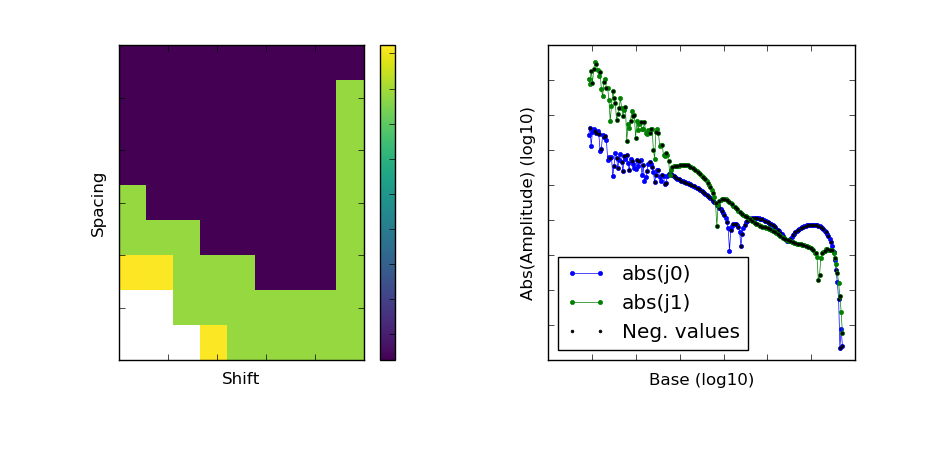 Spacing
Shift
Abs(Amplitude) (log10)
abs(j0)
abs(j1)
Neg. values
Base (log10)